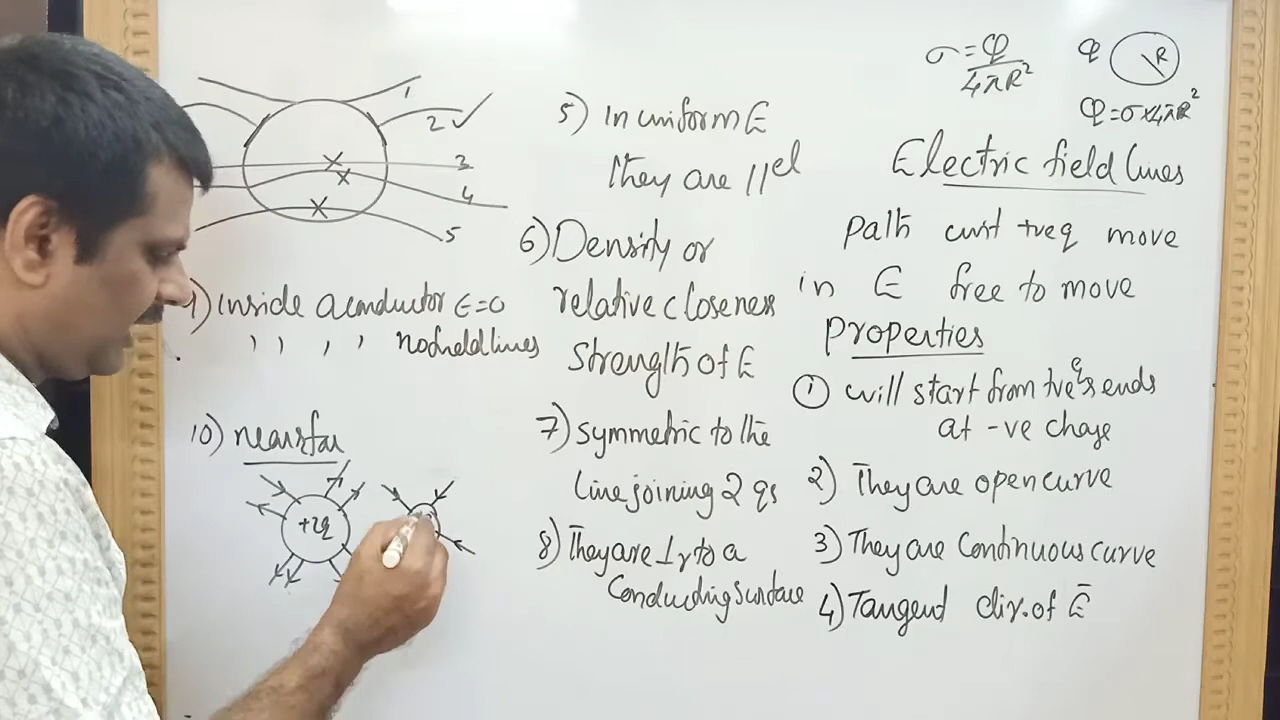 σ = φ
4πR²
φ
R
φ = σ × 4πR²
Electric field lines
path unit +ve q move
in E free to move
Properties
1 will start from +ve q's ends
at -ve charge
2) They are open curve
3) They are Continuous curve
4) Tangend dir. of E
5) In uniform E
They are ||el
6) Density or
relative closeness
Strength of E
7) symmetric to the
Line joining 2 qs
8) They are ⊥r to a
Conducting surface
1
2 ✓
3
4
5
9) inside a conductor E=0
,, ,, no field lines
10) near & far
+2q